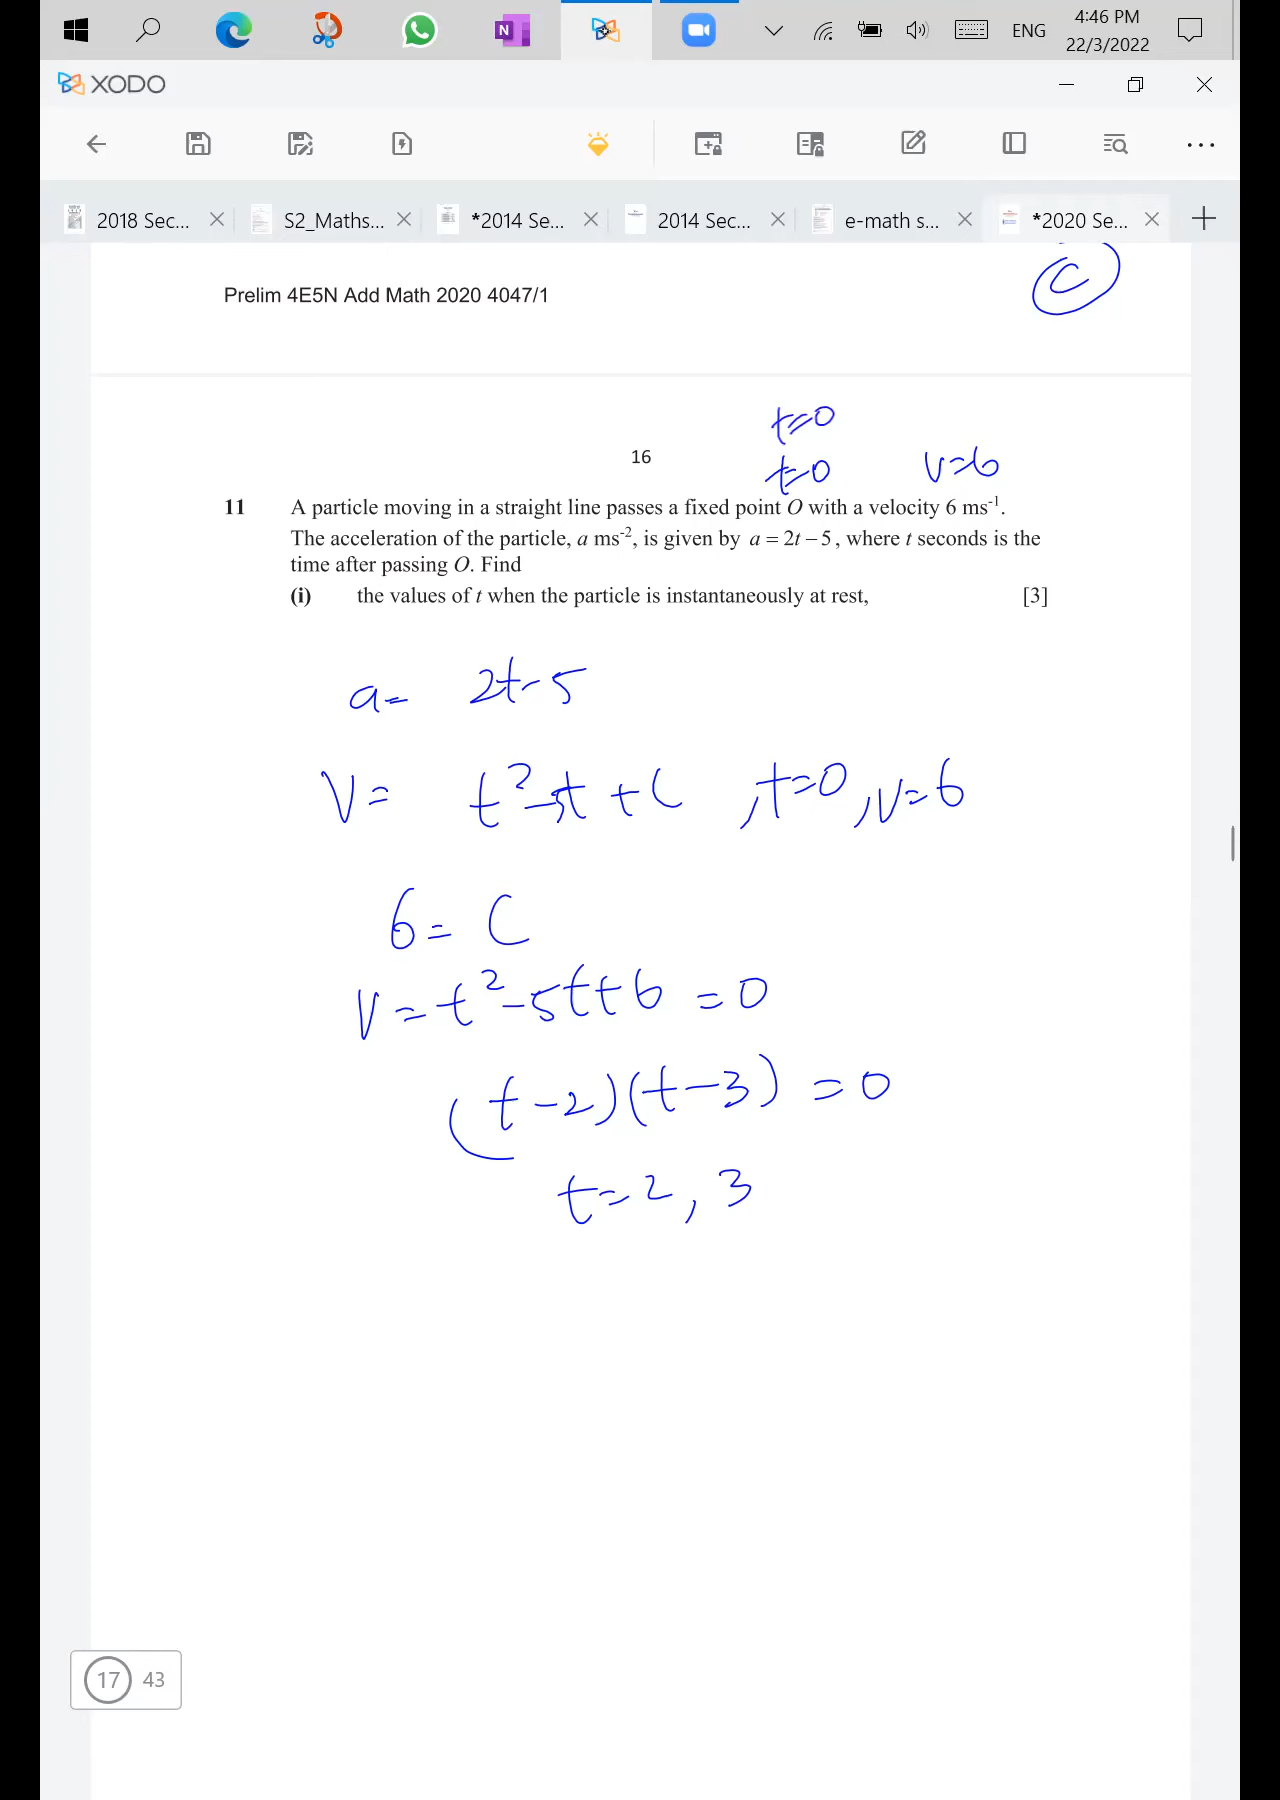 4:46 PM
ENG
22/3/2022
XODO
2018 Sec...
S2_Maths...
*2014 Se...
2014 Sec...
e-math s...
*2020 Se...
C
Prelim 4E5N Add Math 2020 4047/1
t=0
16
t=0 v=6
11 A particle moving in a straight line passes a fixed point O with a velocity 6 ms⁻¹.
The acceleration of the particle, a ms⁻², is given by a = 2t − 5, where t seconds is the
time after passing O. Find
(i) the values of t when the particle is instantaneously at rest, [3]
a= 2t-5
V= t²-5t+C , t=0, v=6
6= C
V=t²-5t+6 =0
(t-2)(t-3) =0
t=2, 3
17 43